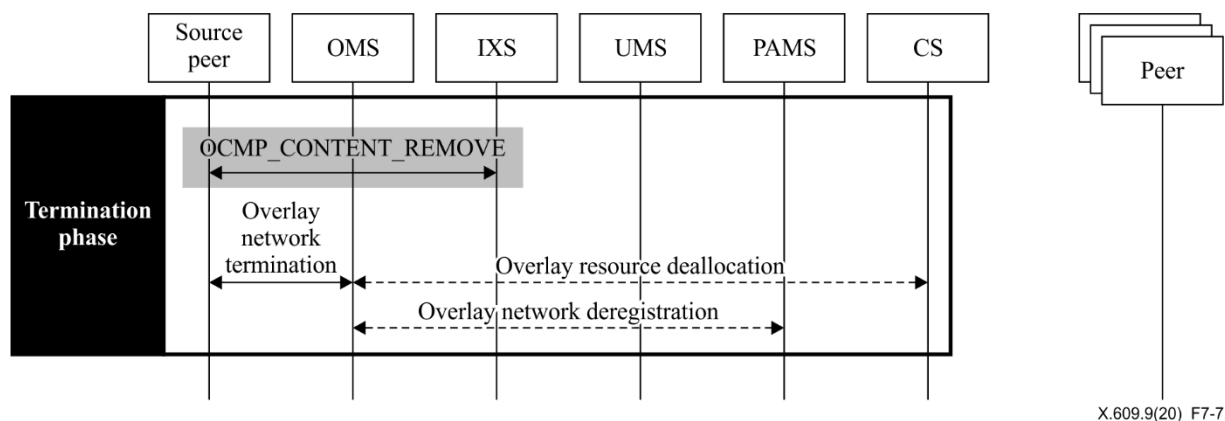 Source
peer
OMS
IXS
UMS
PAMS
CS
Peer
OCMP_CONTENT_REMOVE
Termination
phase
Overlay
network
termination
Overlay resource deallocation
Overlay network deregistration
X.609.9(20)_F7-7